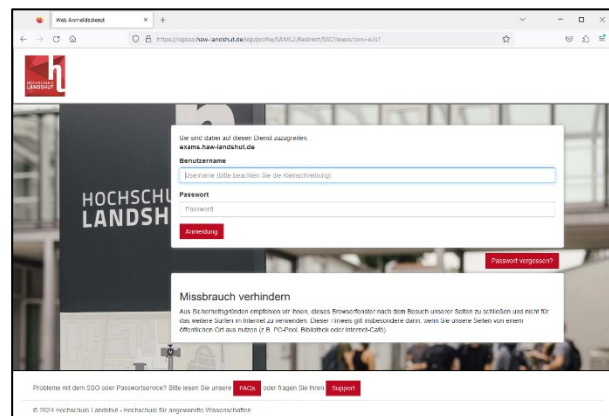 Web Anmeldedienst
https://idpsso.haw-landshut.de/idp/profile/SAML2/Redirect/SSO?execution=e2s1
HOCHSCHULE
LANDSHUT
HOCHSCHU
LANDSH
Sie sind dabei auf diesen Dienst zuzugreifen:
exams.haw-landshut.de
Benutzername
Username (bitte beachten Sie die Kleinschreibung)
Passwort
Password
Anmeldung
Passwort vergessen?
Missbrauch verhindern
Aus Sicherheitsgründen empfehlen wir Ihnen, dieses Browserfenster nach dem Besuch unserer Seiten zu schließen und nicht für
das weitere Surfen im Internet zu verwenden. Dieser Hinweis gilt insbesondere dann, wenn Sie unsere Seiten von einem
öffentlichen Ort aus nutzen (z.B. PC-Pool, Bibliothek oder Internet-Café).
Probleme mit dem SSO oder Passwortservice? Bitte lesen Sie unsere FAQs oder fragen Sie Ihren Support
© 2024 Hochschule Landshut - Hochschule für angewandte Wissenschaften